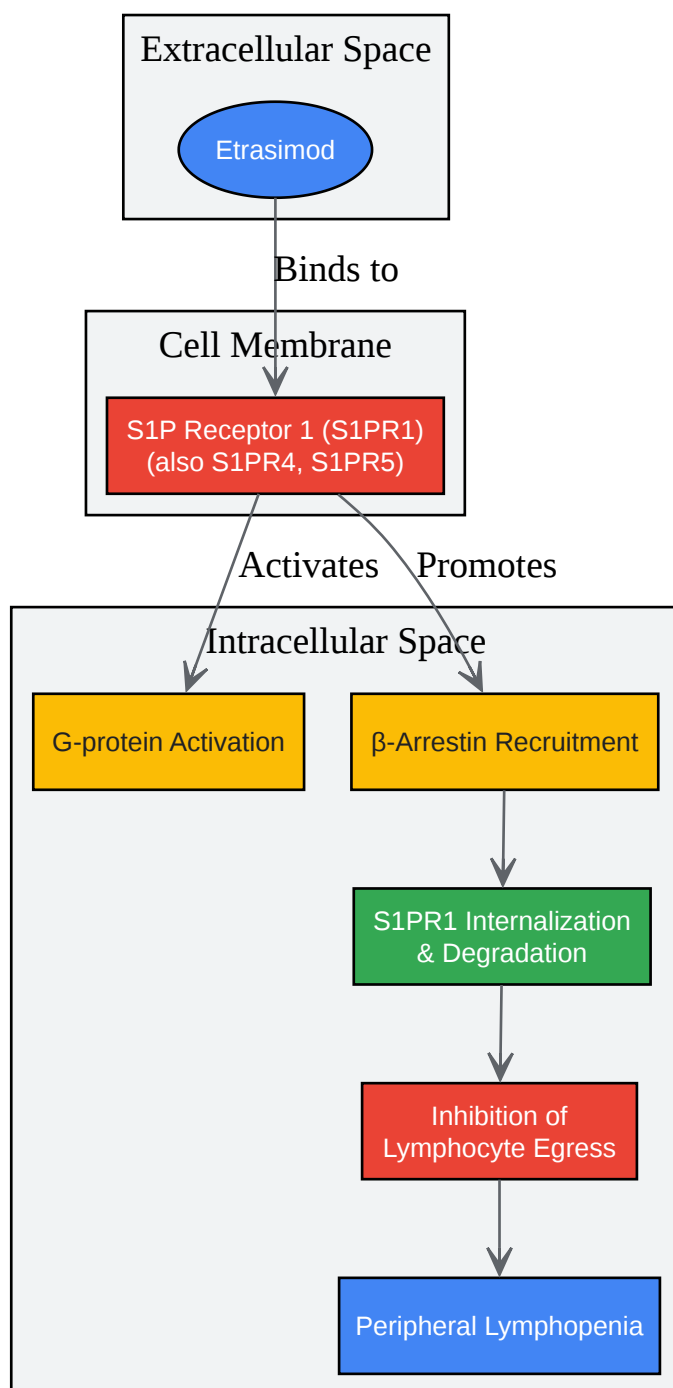 Extracellular Space
Etrasimod
Binds to
Cell Membrane
S1P Receptor 1 (S1PR1)
(also S1PR4, S1PR5)
Activates
Promotes
Intracellular Space
G-protein Activation
β-Arrestin Recruitment
S1PR1 Internalization
& Degradation
Inhibition of
Lymphocyte Egress
Peripheral Lymphopenia